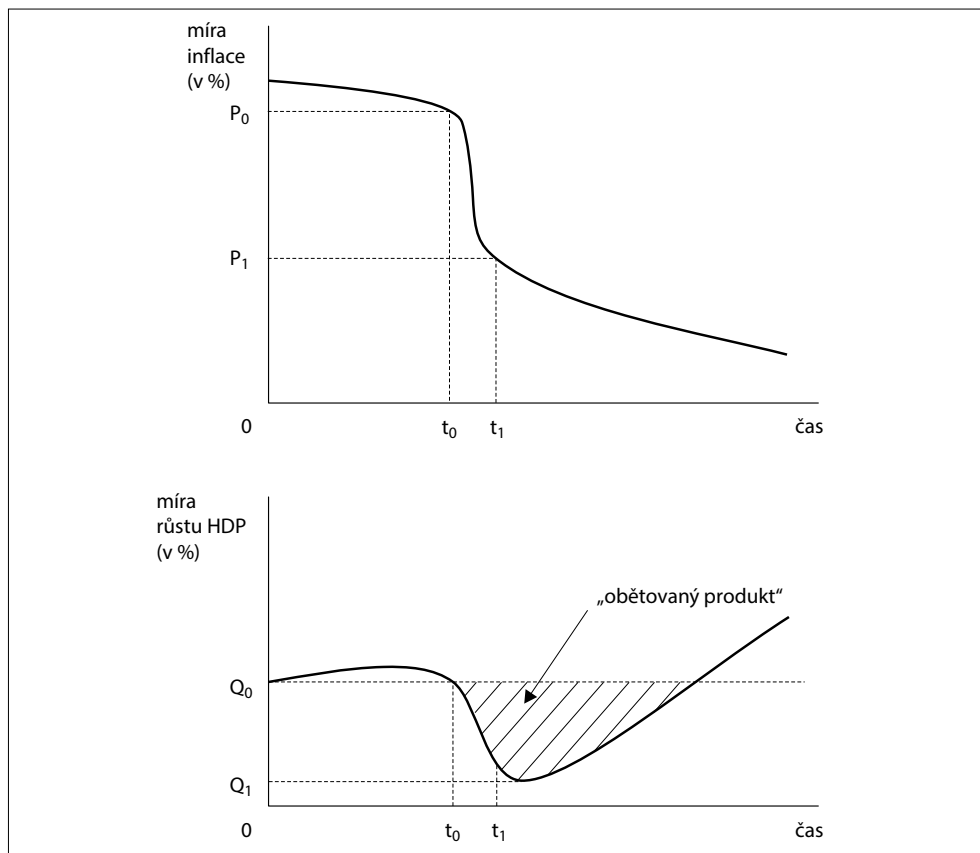 míra
inflace
(v %)
P₀
P₁
0
t₀
t₁
čas
míra
růstu HDP
(v %)
„obětovaný produkt“
Q₀
Q₁
0
t₀
t₁
čas